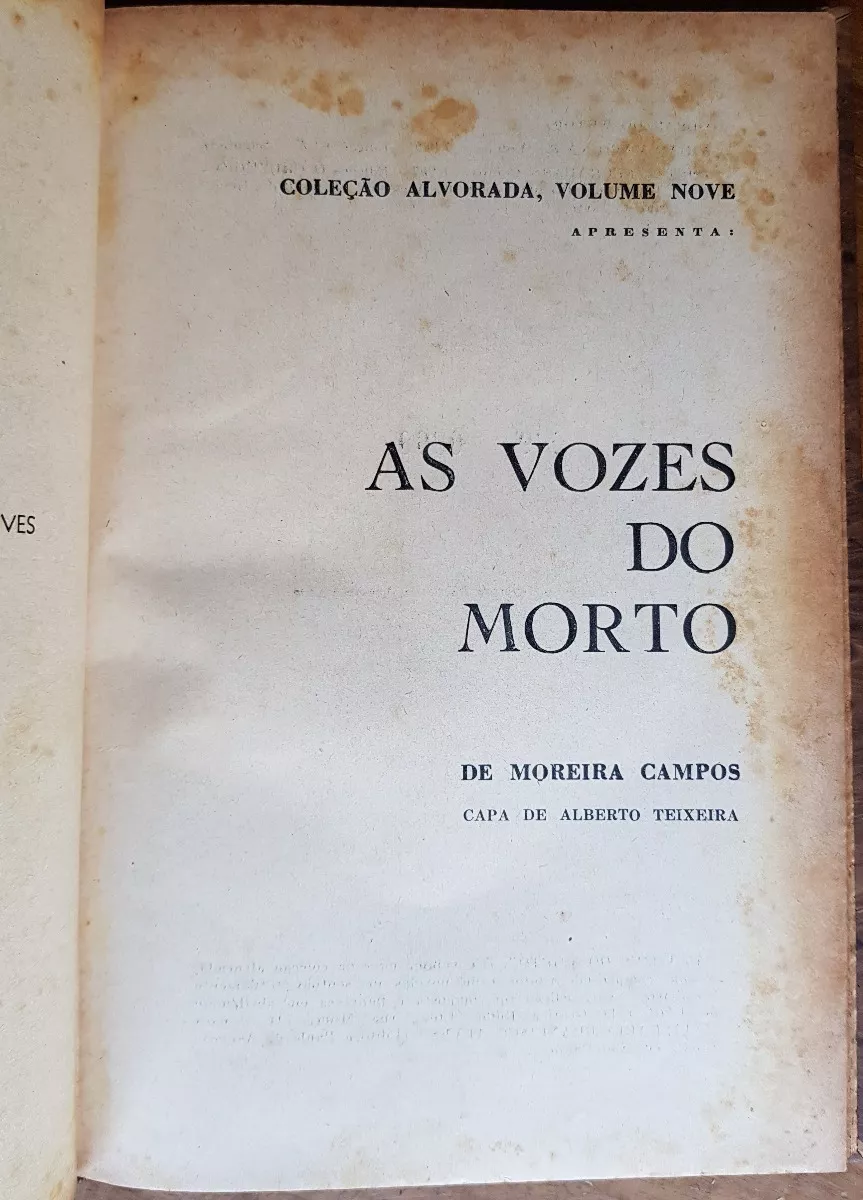 VES
COLEÇÃO ALVORADA, VOLUME NOVE
APRESENTA:
AS VOZES
DO
MORTO
DE MOREIRA CAMPOS
CAPA DE ALBERTO TEIXEIRA